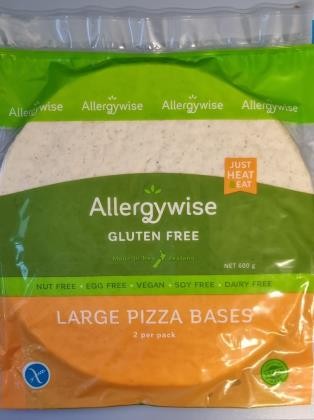 Allergywise Allergywise Allergywise Allergywise
JUST
HEAT
& EAT
Allergywise
GLUTEN FREE
Made in New Zealand
NET 600 g
NUT FREE • EGG FREE • VEGAN • SOY FREE • DAIRY FREE
LARGE PIZZA BASES
2 per pack